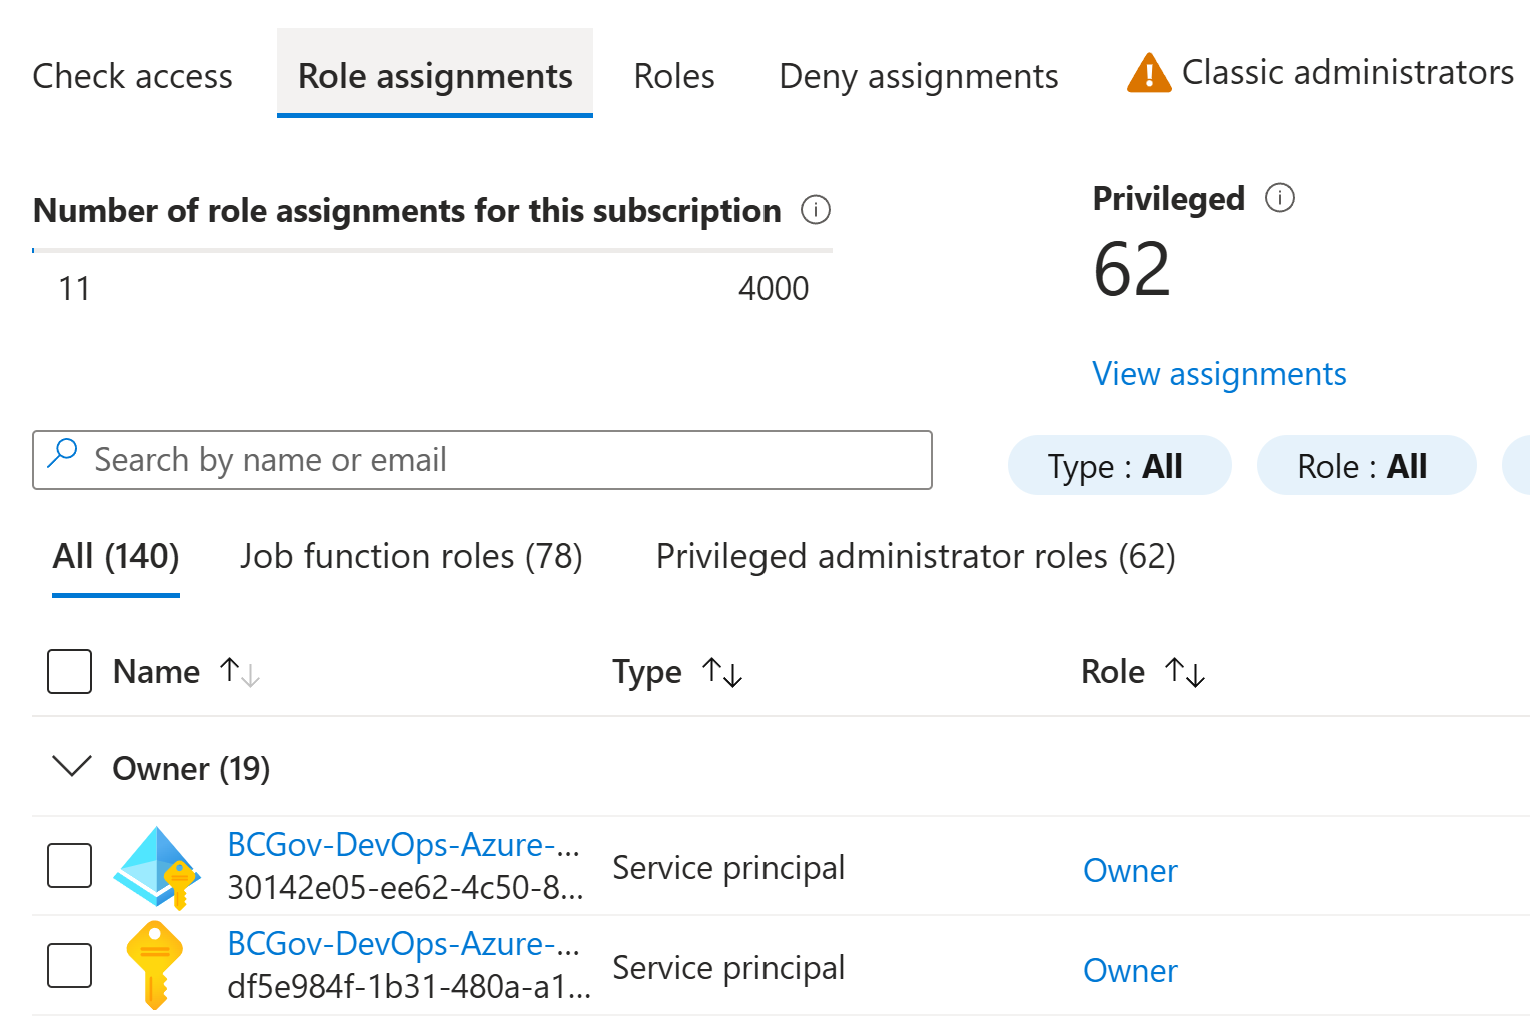 Check access Role assignments Roles Deny assignments Classic administrators
Number of role assignments for this subscription
11 4000
Privileged
62
View assignments
Search by name or email
Type : All Role : All
All (140) Job function roles (78) Privileged administrator roles (62)
Name Type Role
Owner (19)
BCGov-DevOps-Azure-... Service principal Owner
30142e05-ee62-4c50-8...
BCGov-DevOps-Azure-... Service principal Owner
df5e984f-1b31-480a-a1...